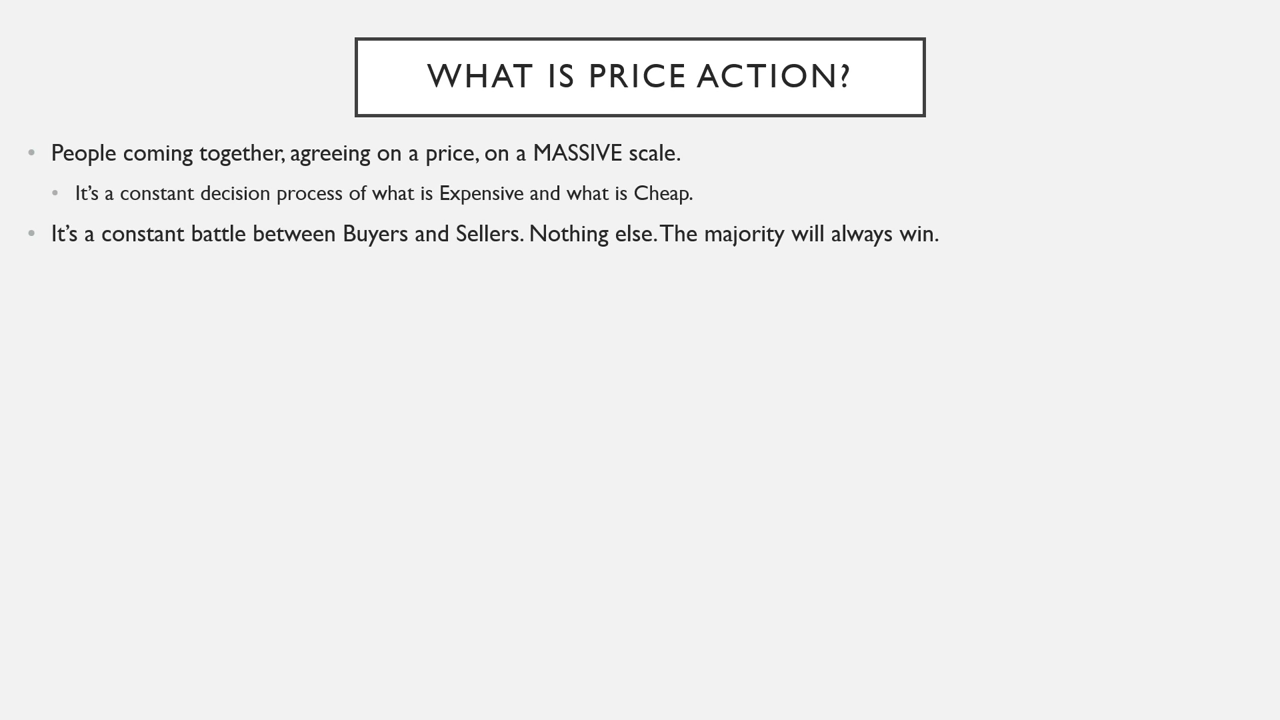 WHAT IS PRICE ACTION?
• People coming together, agreeing on a price, on a MASSIVE scale.
• It’s a constant decision process of what is Expensive and what is Cheap.
• It’s a constant battle between Buyers and Sellers. Nothing else. The majority will always win.